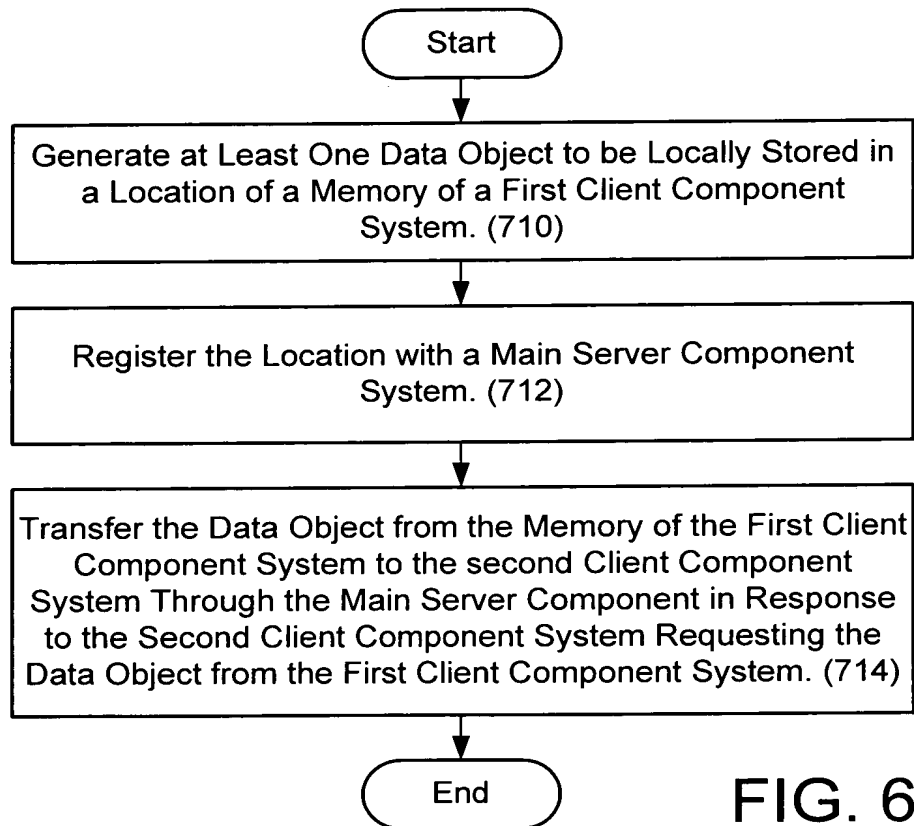 Start
Generate at Least One Data Object to be Locally Stored in
a Location of a Memory of a First Client Component
System. (710)
Register the Location with a Main Server Component
System. (712)
Transfer the Data Object from the Memory of the First Client
Component System to the second Client Component
System Through the Main Server Component in Response
to the Second Client Component System Requesting the
Data Object from the First Client Component System. (714)
End
FIG. 6